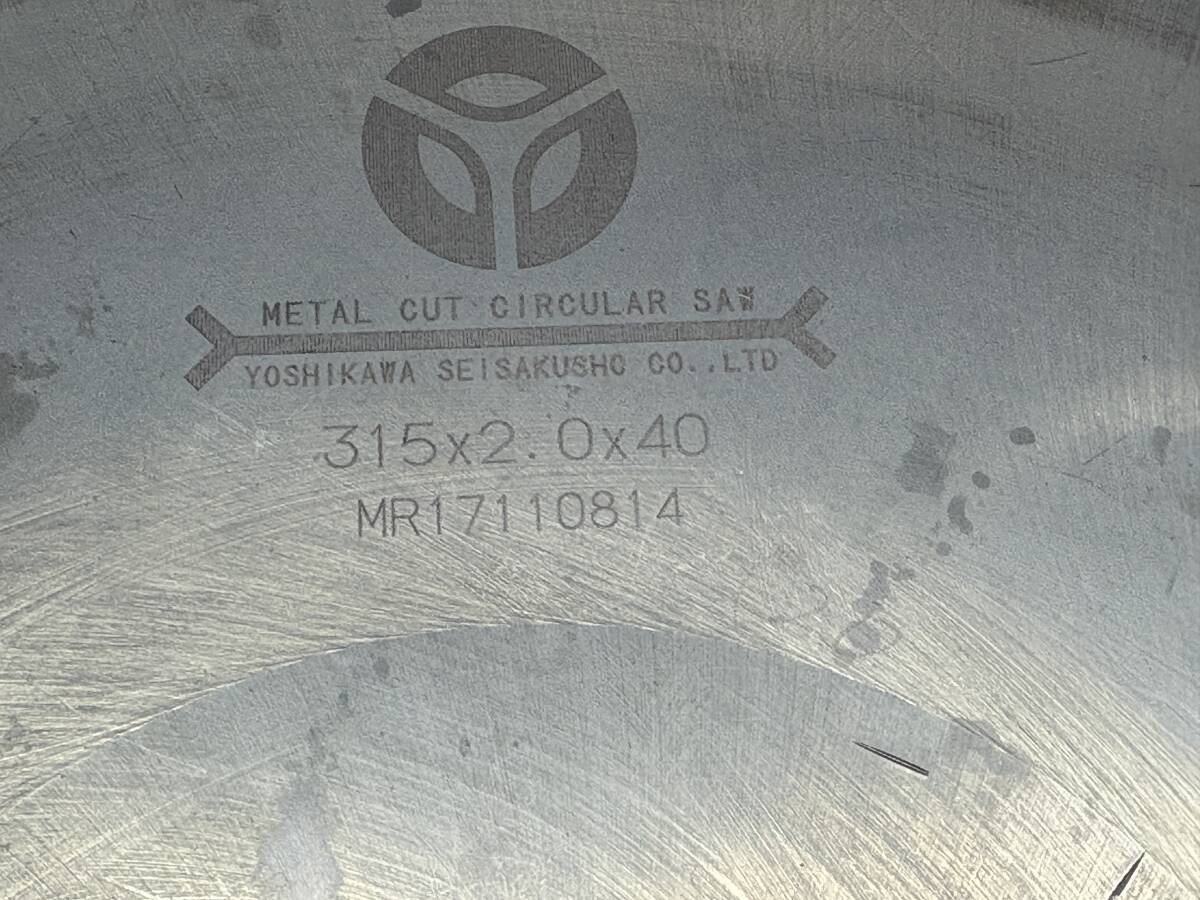 METAL CUT CIRCULAR SAW
YOSHIKAWA SEISAKUSHO CO.,LTD
315x2.0x40
MR17110814